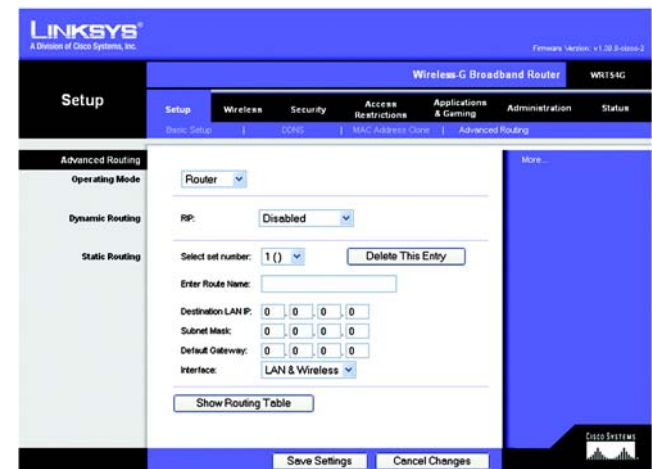 LINKSYS®
A Division of Cisco Systems, Inc.
Firmware Version: v1.30.8-cisco-2
Wireless-G Broadband Router WRT54G
Setup
Setup Wireless Security Access Restrictions Applications & Gaming Administration Status
Basic Setup | DDNS | MAC Address Clone | Advanced Routing
Advanced Routing
More...
Operating Mode Router
Dynamic Routing RIP: Disabled
Static Routing Select set number: 1 () Delete This Entry
Enter Route Name:
Destination LAN IP: 0 . 0 . 0 . 0
Subnet Mask: 0 . 0 . 0 . 0
Default Gateway: 0 . 0 . 0 . 0
Interface: LAN & Wireless
Show Routing Table
Save Settings Cancel Changes
CISCO SYSTEMS